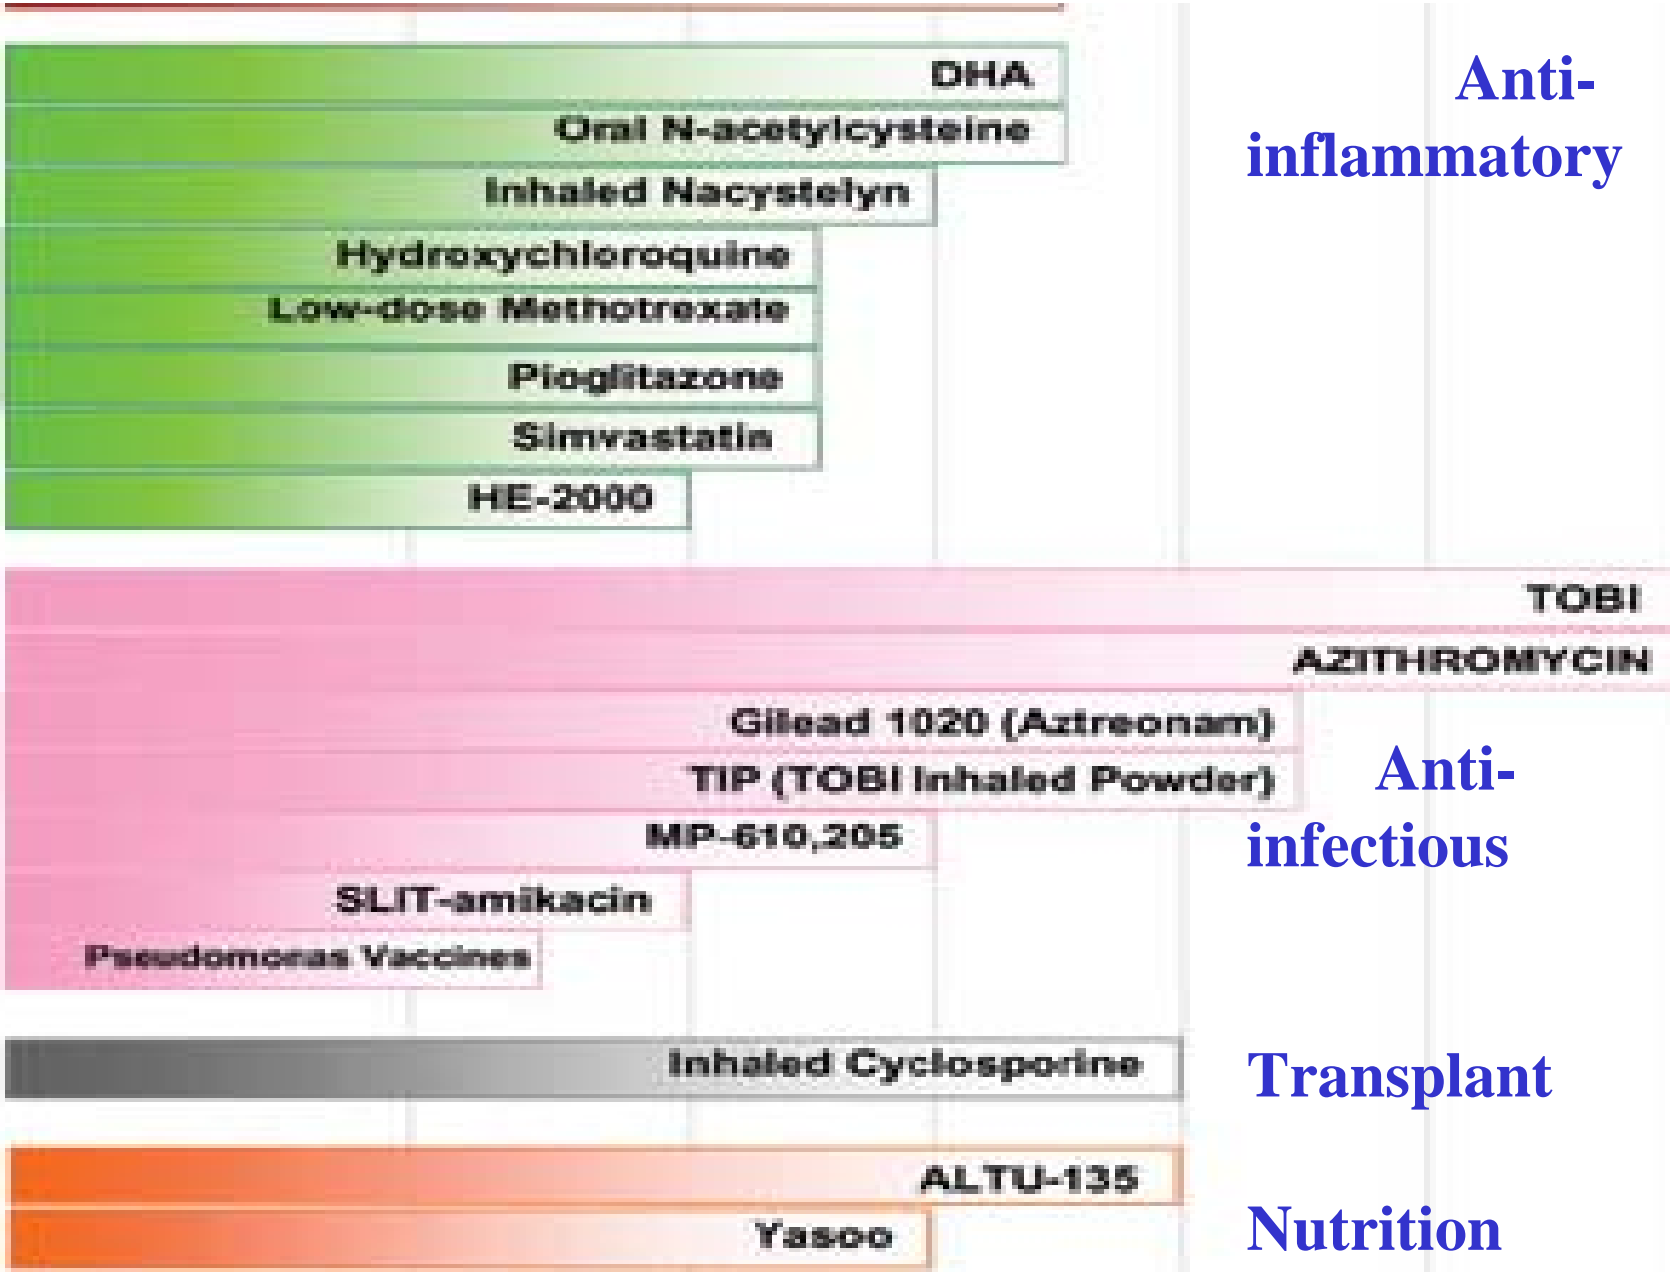 DHA
Anti-
Oral N-acetylcysteine
inflammatory
Inhaled Nacystelyn
Hydroxychloroquine
Low-dose Methotrexate
Pioglitazone
Simvastatin
HE-2000
TOBI
AZITHROMYCIN
Gilead 1020 (Aztreonam)
TIP (TOBI Inhaled Powder)
Anti-
infectious
MP-610,205
SLIT-amikacin
Pseudomonas Vaccines
Inhaled Cyclosporine
Transplant
ALTU-135
Yasoo
Nutrition